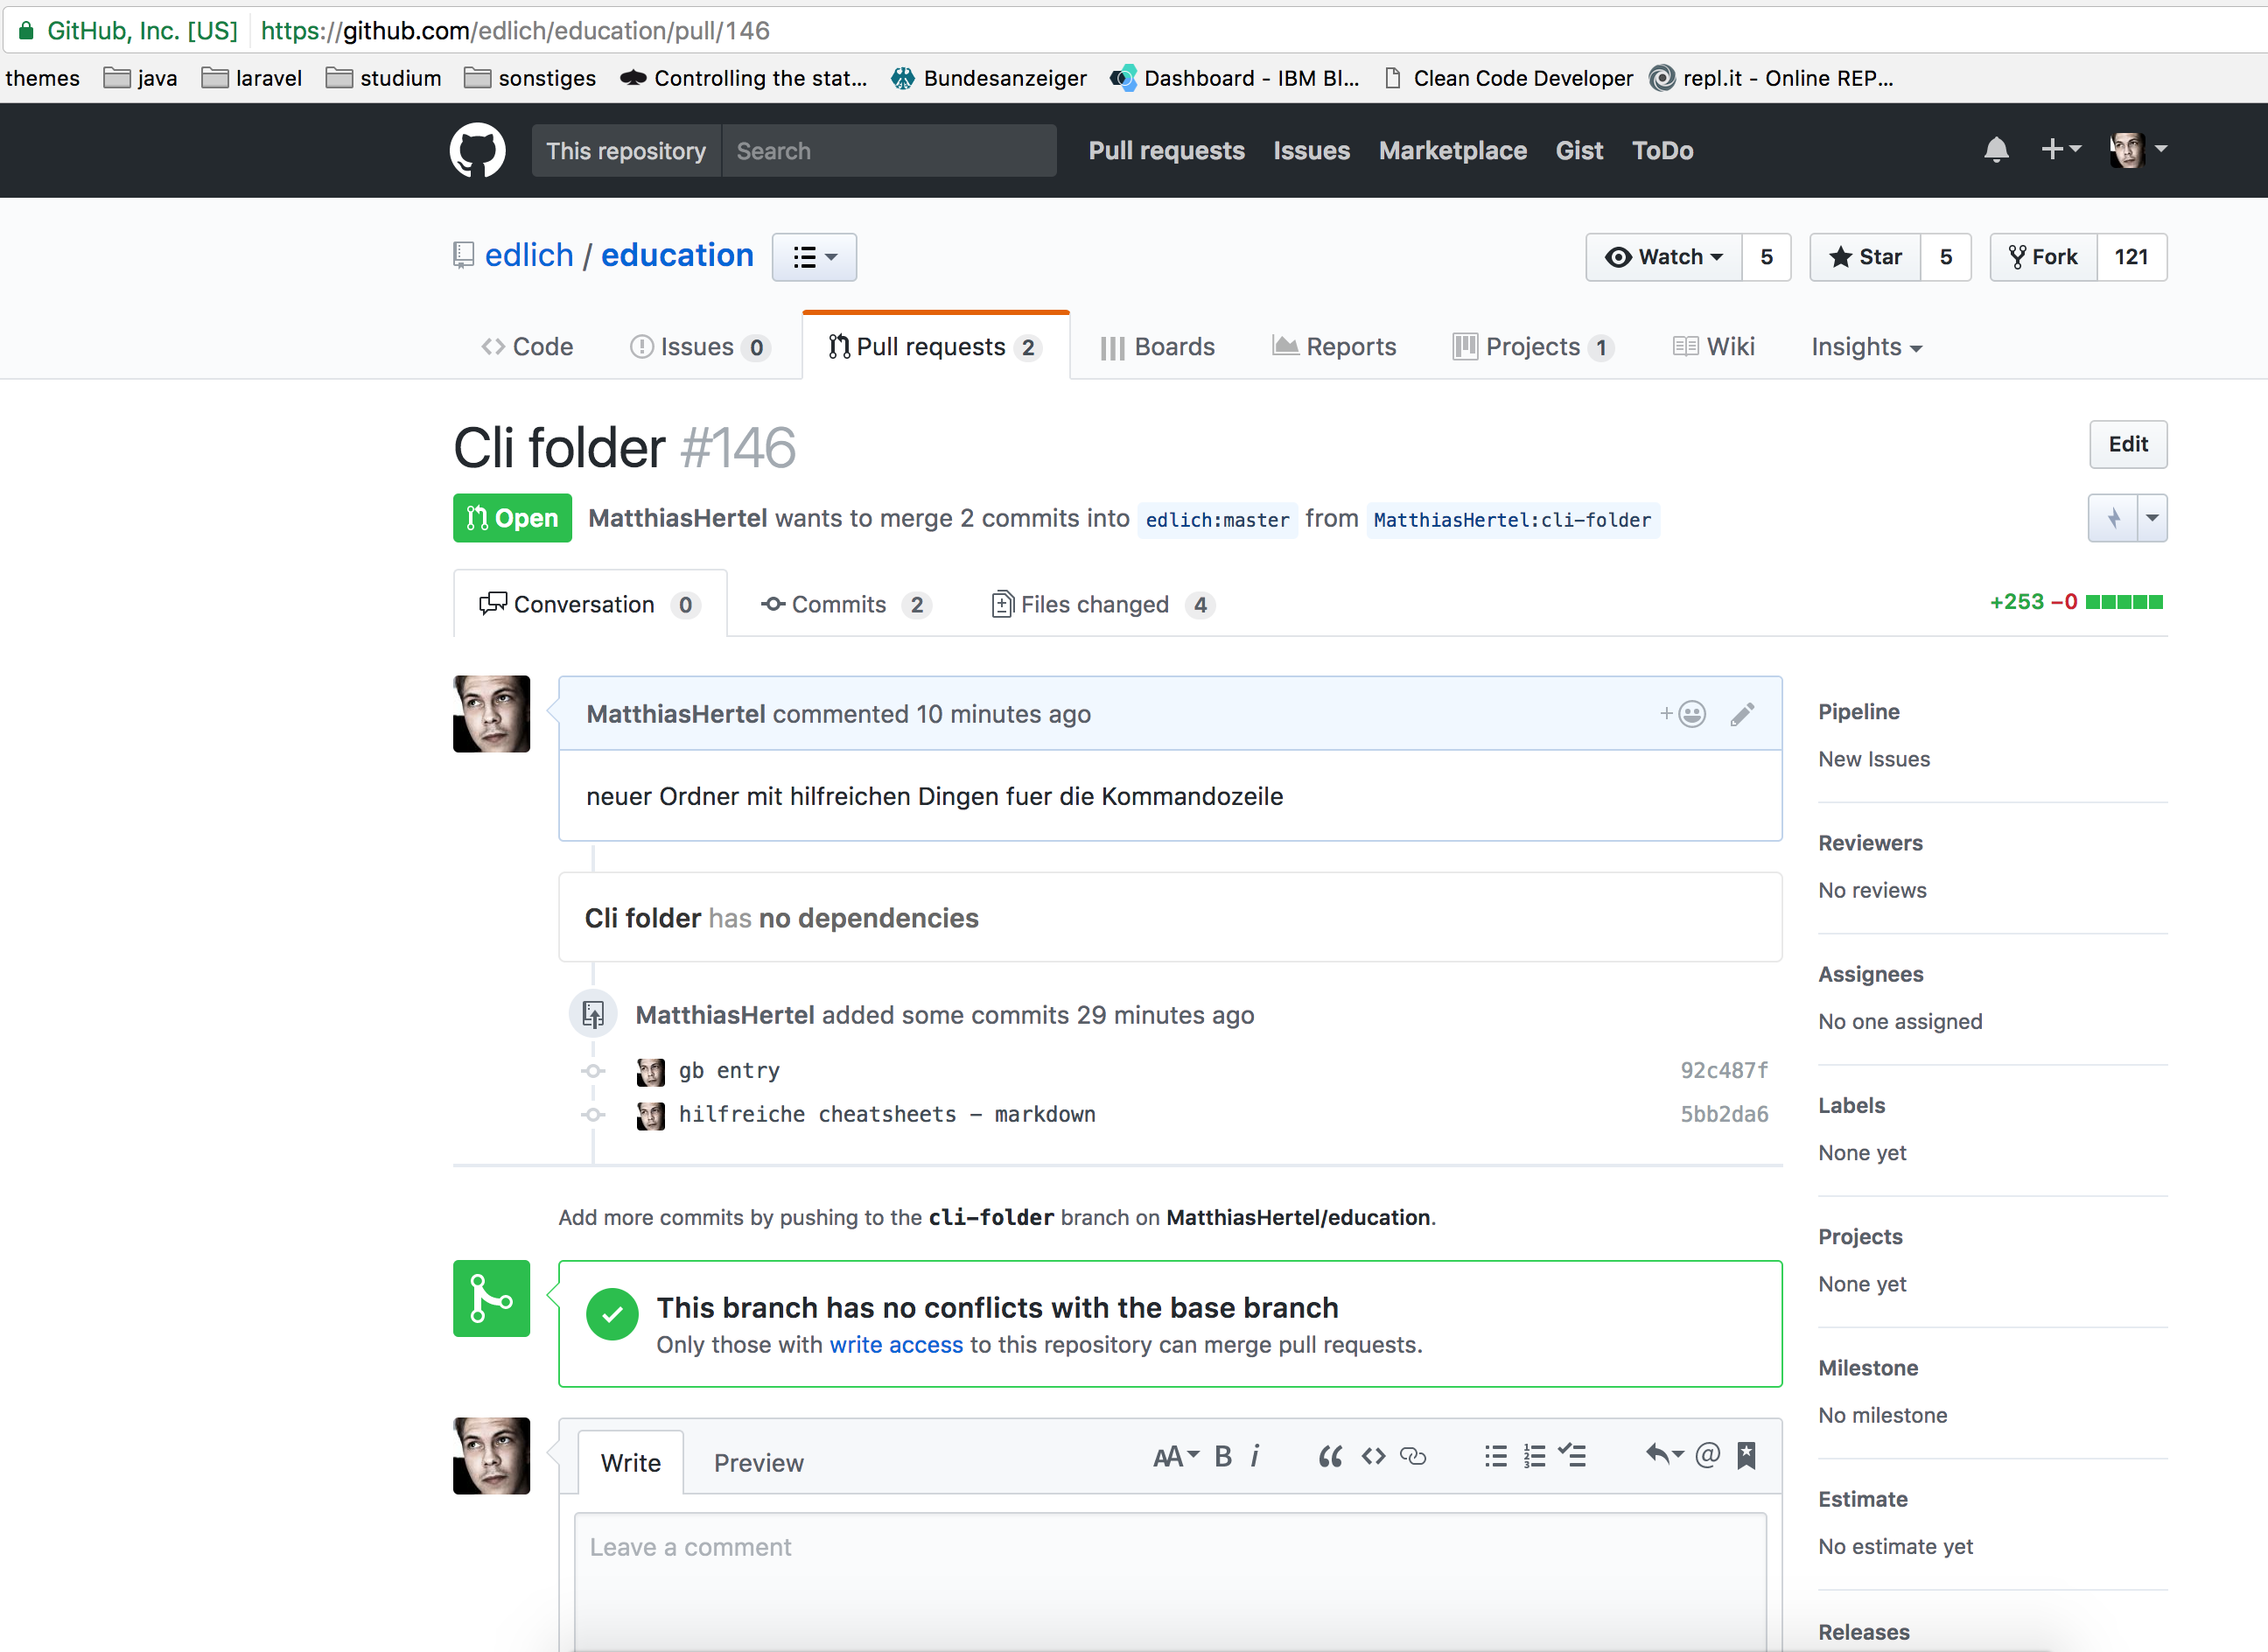 GitHub, Inc. [US] https://github.com/edlich/education/pull/146
themes java laravel studium sonstiges Controlling the stat... Bundesanzeiger Dashboard - IBM Bl... Clean Code Developer repl.it - Online REP...
This repository Search Pull requests Issues Marketplace Gist ToDo
edlich / education Watch 5 Star 5 Fork 121
Code Issues 0 Pull requests 2 Boards Reports Projects 1 Wiki Insights
Cli folder #146 Edit
Open MatthiasHertel wants to merge 2 commits into edlich:master from MatthiasHertel:cli-folder
Conversation 0 Commits 2 Files changed 4 +253 −0
MatthiasHertel commented 10 minutes ago
neuer Ordner mit hilfreichen Dingen fuer die Kommandozeile
Cli folder has no dependencies
MatthiasHertel added some commits 29 minutes ago
gb entry 92c487f
hilfreiche cheatsheets – markdown 5bb2da6
Add more commits by pushing to the cli-folder branch on MatthiasHertel/education.
This branch has no conflicts with the base branch
Only those with write access to this repository can merge pull requests.
Write Preview AA B i
Leave a comment
Pipeline
New Issues
Reviewers
No reviews
Assignees
No one assigned
Labels
None yet
Projects
None yet
Milestone
No milestone
Estimate
No estimate yet
Releases